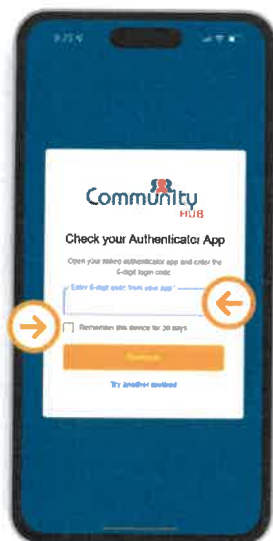 Community
HUB
Check your Authenticator App
Open your linked authenticator app and enter the
6-digit login code
Enter 6-digit code from your app*
Remember this device for 30 days
Continue
Try another method